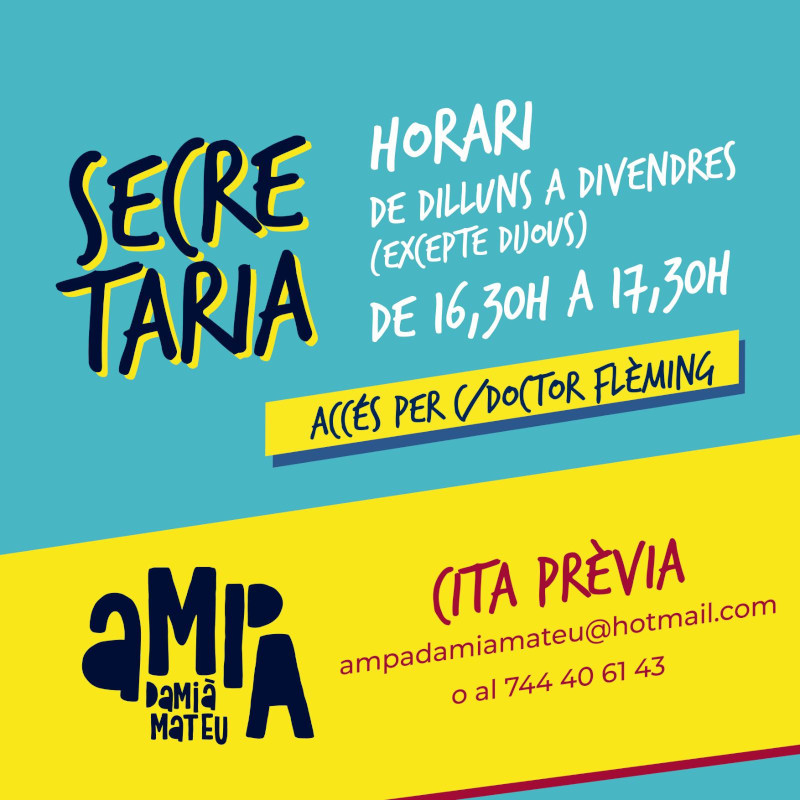 SECRE
TARIA
HORARI
DE DILLUNS A DIVENDRES
(EXCEPTE DIJOUS)
DE 16,30H A 17,30H
ACCÉS PER C/DOCTOR FLÈMING
aMPA
DaMià
MaTEU
CITA PRÈVIA
ampadamiamateu@hotmail.com
o al 744 40 61 43